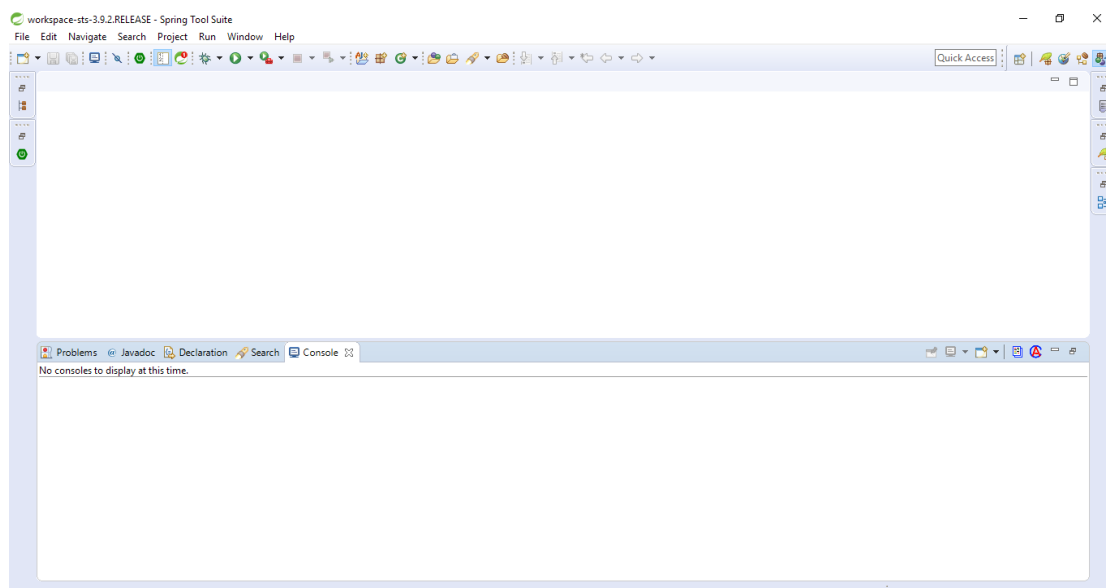 workspace-sts-3.9.2.RELEASE - Spring Tool Suite
File Edit Navigate Search Project Run Window Help
Quick Access
Problems Javadoc Declaration Search Console
No consoles to display at this time.